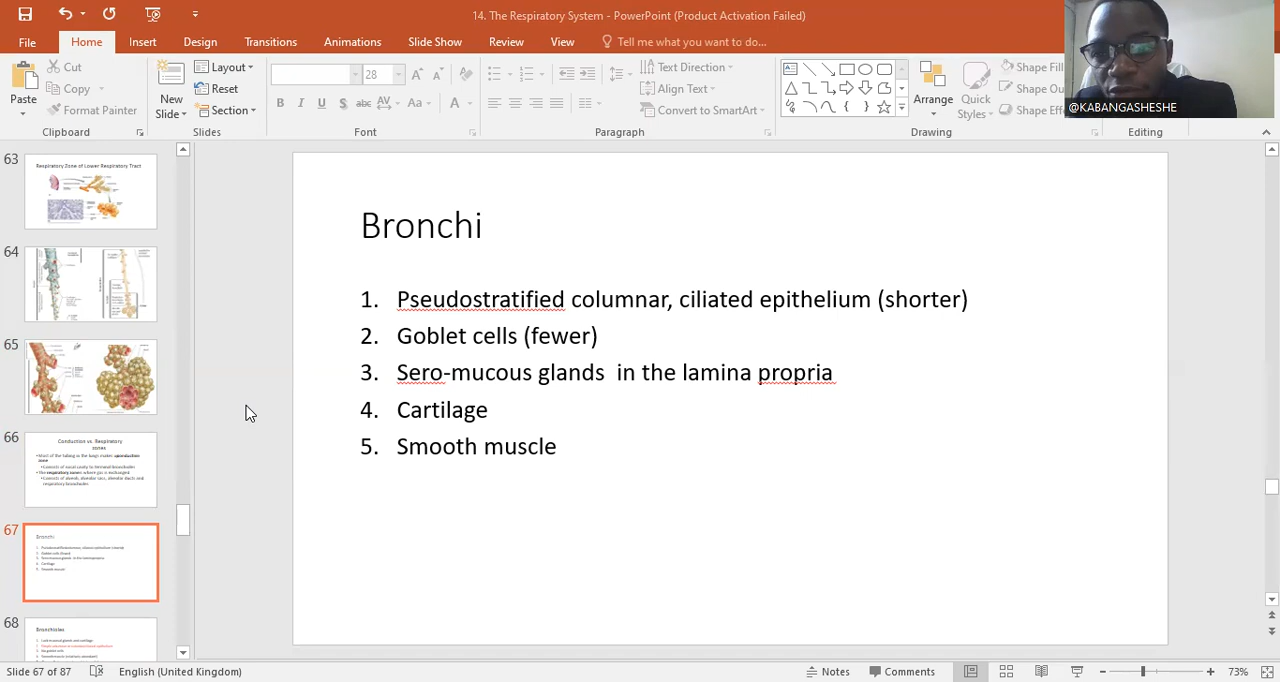 14. The Respiratory System - PowerPoint (Product Activation Failed)
File Home Insert Design Transitions Animations Slide Show Review View Tell me what you want to do...
Paste
Cut
Copy
Format Painter
Clipboard
New Slide
Layout
Reset
Section
Slides
28
B I U S abc AV Aa A
Font
Text Direction
Align Text
Convert to SmartArt
Paragraph
Arrange
Quick Styles
Shape Fill
Shape Ou
Shape Eff
Drawing
Editing
@KABANGASHESHE
63
Respiratory Zone of Lower Respiratory Tract
64
65
66
Conduction vs. Respiratory
zones
67
Bronchi
68
Bronchioles
Bronchi
1. Pseudostratified columnar, ciliated epithelium (shorter)
2. Goblet cells (fewer)
3. Sero-mucous glands in the lamina propria
4. Cartilage
5. Smooth muscle
Slide 67 of 87 English (United Kingdom) Notes Comments 73%